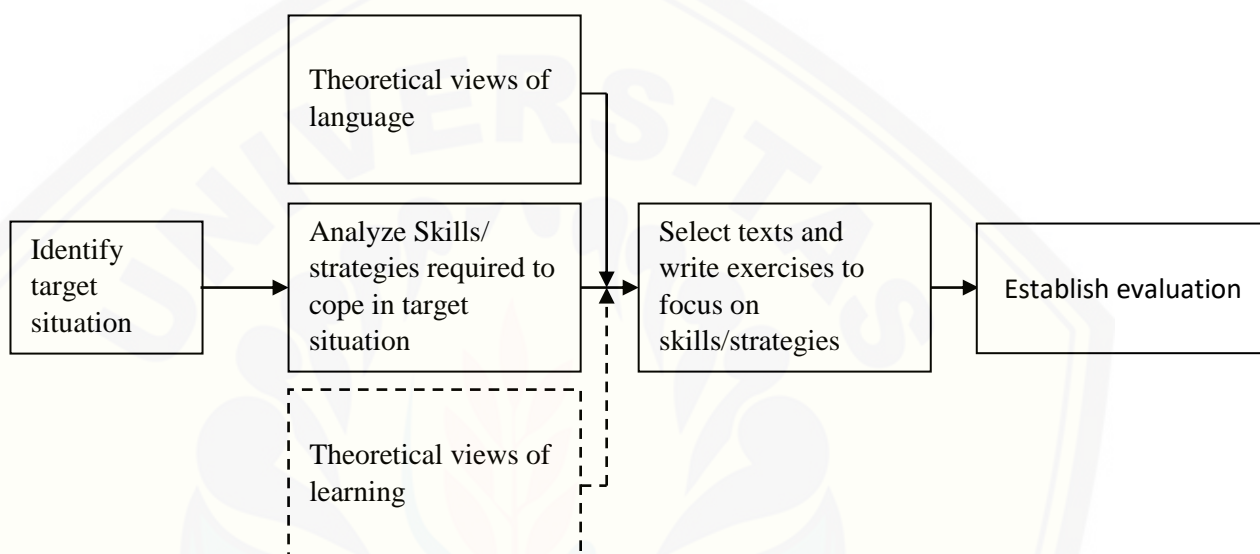 Theoretical views of
language
Identify
target
situation
Analyze Skills/
strategies required to
cope in target
situation
Select texts and
write exercises to
focus on
skills/strategies
Establish evaluation
Theoretical views of
learning
UNIVERSITAS